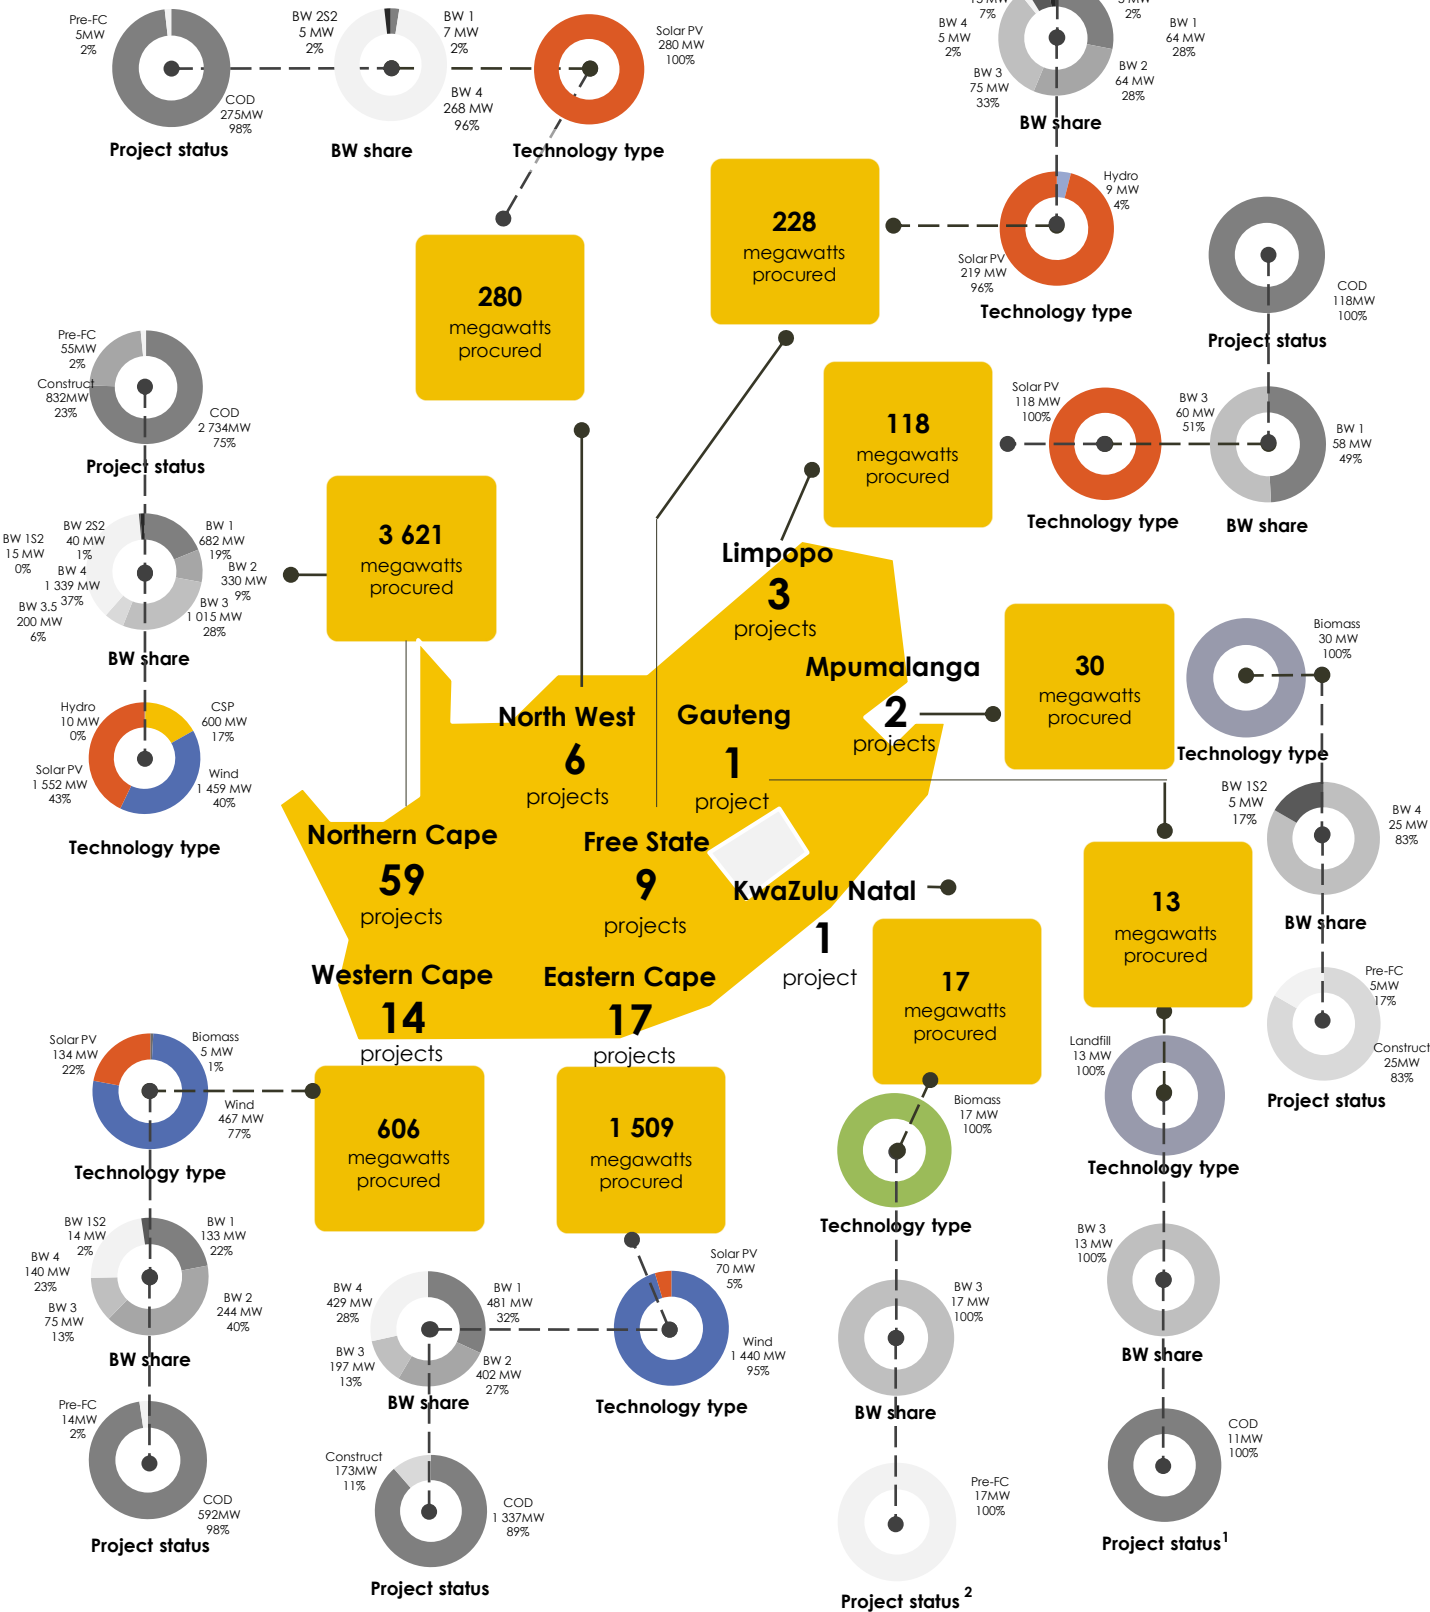 Pre-FC
5MW
2%
COD
275MW
98%
Project status
BW 2S2
5 MW
2%
BW 1
7 MW
2%
BW 4
268 MW
96%
BW share
Solar PV
280 MW
100%
Technology type
280
megawatts
procured
7%
2%
BW 4
5 MW
2%
BW 1
64 MW
28%
BW 3
75 MW
33%
BW 2
64 MW
28%
BW share
Hydro
9 MW
4%
Solar PV
219 MW
96%
Technology type
228
megawatts
procured
COD
118MW
100%
Project status
Solar PV
118 MW
100%
Technology type
BW 3
60 MW
51%
BW 1
58 MW
49%
BW share
118
megawatts
procured
Pre-FC
55MW
2%
Construct
832MW
23%
COD
2 734MW
75%
Project status
BW 2S2
40 MW
1%
BW 1
682 MW
19%
BW 1S2
15 MW
0%
BW 2
330 MW
9%
BW 4
1 339 MW
37%
BW 3
1 015 MW
28%
BW 3.5
200 MW
6%
BW share
Hydro
10 MW
0%
CSP
600 MW
17%
Solar PV
1 552 MW
43%
Wind
1 459 MW
40%
Technology type
3 621
megawatts
procured
Limpopo
3
projects
Mpumalanga
2
projects
North West
6
projects
Gauteng
1
project
Northern Cape
59
projects
Free State
9
projects
KwaZulu Natal
1
project
Western Cape
14
projects
Eastern Cape
17
projects
30
megawatts
procured
Biomass
30 MW
100%
Technology type
BW 1S2
5 MW
17%
BW 4
25 MW
83%
BW share
Pre-FC
5MW
17%
Construct
25MW
83%
Project status
13
megawatts
procured
Landfill
13 MW
100%
Technology type
BW 3
13 MW
100%
BW share
COD
11MW
100%
Project status1
17
megawatts
procured
Biomass
17 MW
100%
Technology type
BW 3
17 MW
100%
BW share
Pre-FC
17MW
100%
Project status 2
Solar PV
134 MW
22%
Biomass
5 MW
1%
Wind
467 MW
77%
Technology type
606
megawatts
procured
BW 1S2
14 MW
2%
BW 1
133 MW
22%
BW 4
140 MW
23%
BW 2
244 MW
40%
BW 3
75 MW
13%
BW share
Pre-FC
14MW
2%
COD
592MW
98%
Project status
1 509
megawatts
procured
Solar PV
70 MW
5%
Wind
1 440 MW
95%
Technology type
BW 4
429 MW
28%
BW 1
481 MW
32%
BW 3
197 MW
13%
BW 2
402 MW
27%
BW share
Construct
173MW
11%
COD
1 337MW
89%
Project status